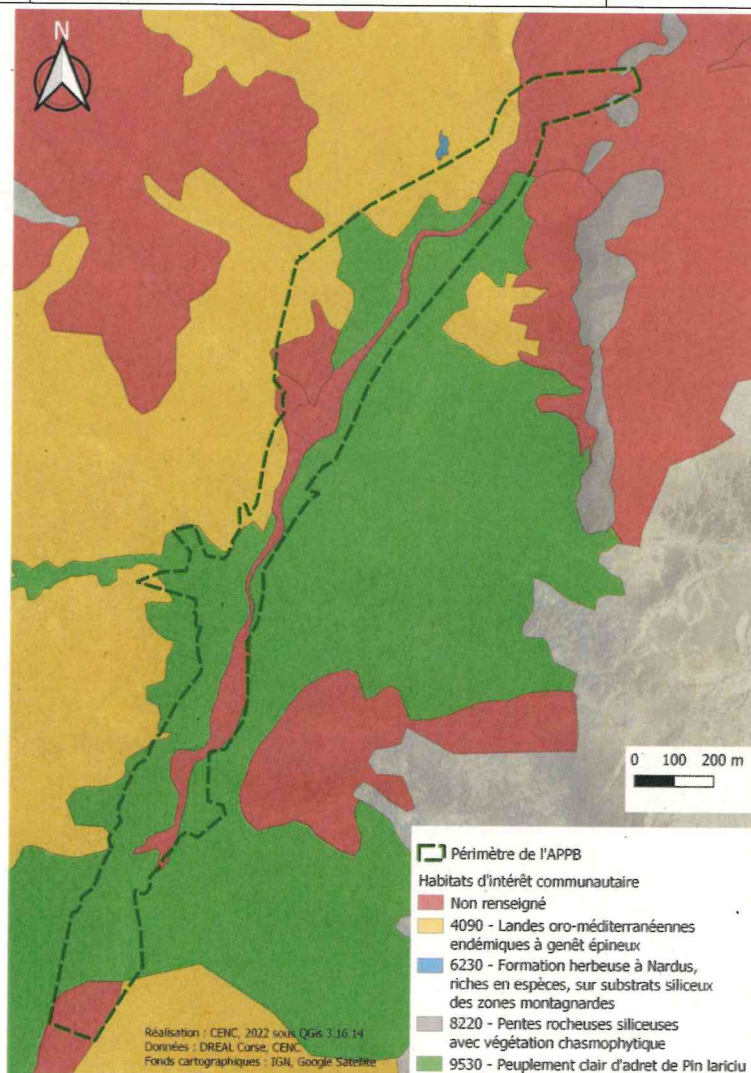 N
0 100 200 m
Périmètre de l'APPB
Habitats d'intérêt communautaire
Non renseigné
4090 - Landes oro-méditerranéennes
endémiques à genêt épineux
6230 - Formation herbeuse à Nardus,
riches en espèces, sur substrats siliceux
des zones montagnardes
8220 - Pentes rocheuses siliceuses
avec végétation chasmophytique
9530 - Peuplement clair d'adret de Pin lariciu
Réalisation : CENC, 2022 sous QGis 3.16.14
Données : DREAL Corse, CENC
Fonds cartographiques : IGN, Google Satellite